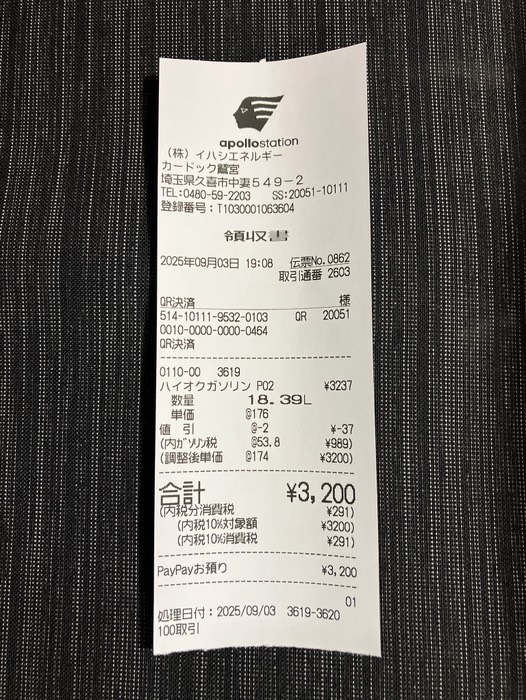 apollostation
(株)イハシエネルギー
カードック鷲宮
埼玉県久喜市中妻549-2
TEL:0480-59-2203 SS:20051-10111
登録番号:T1030001063604
領収書
2025年09月03日 19:08 伝票No.0862
取引通番 2603
QR決済 様
514-10111-9532-0103 QR 20051
0010-0000-0000-0464
QR決済
0110-00 3619
ハイオクガソリン P02 ¥3237
数量 18.39L
単価 @176
値引 @-2 ¥-37
(内ガソリン税 @53.8 ¥989)
(調整後単価 @174 ¥3200)
合計 ¥3,200
(内税分消費税 ¥291)
(内税10%対象額 ¥3200)
(内税10%消費税 ¥291)
PayPayお預り ¥3,200
01
処理日付:2025/09/03 3619-3620
100取引